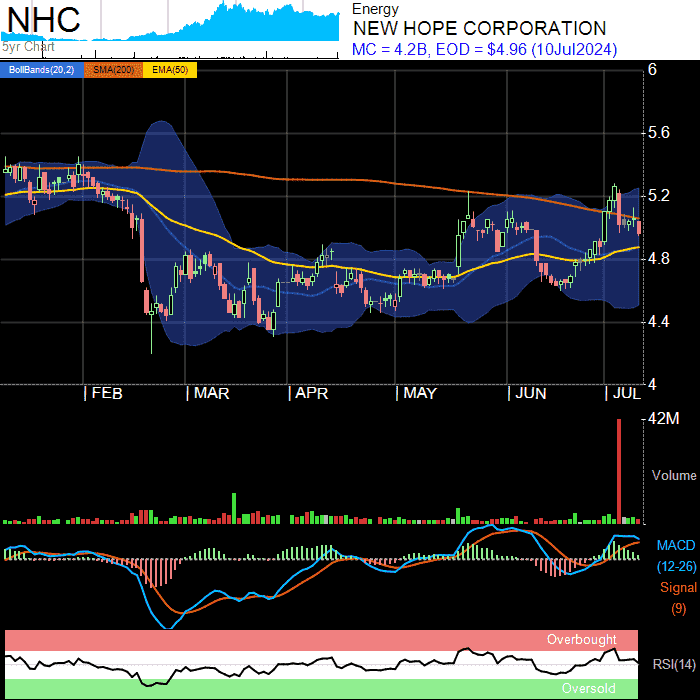 NHC
5yr Chart
Energy
NEW HOPE CORPORATION
MC = 4.2B, EOD = $4.96 (10Jul2024)
BollBands(20,2) SMA(200) EMA(50)
6
5.6
5.2
4.8
4.4
4
FEB MAR APR MAY JUN JUL
42M
Volume
MACD
(12-26)
Signal
(9)
Overbought
RSI(14)
Oversold